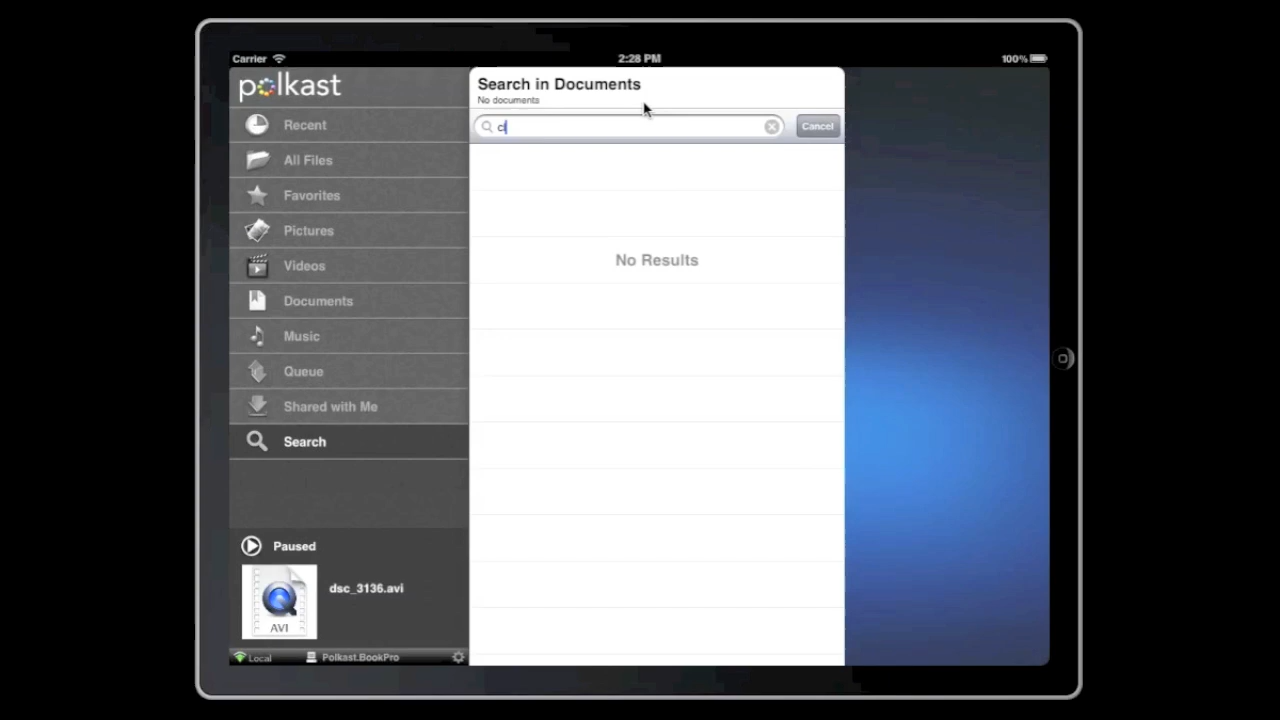 Carrier
2:28 PM
100%
polkast
Recent
All Files
Favorites
Pictures
Videos
Documents
Music
Queue
Shared with Me
Search
Paused
dsc_3136.avi
AVI
Local
Polkast.BookPro
Search in Documents
No documents
Cancel
No Results